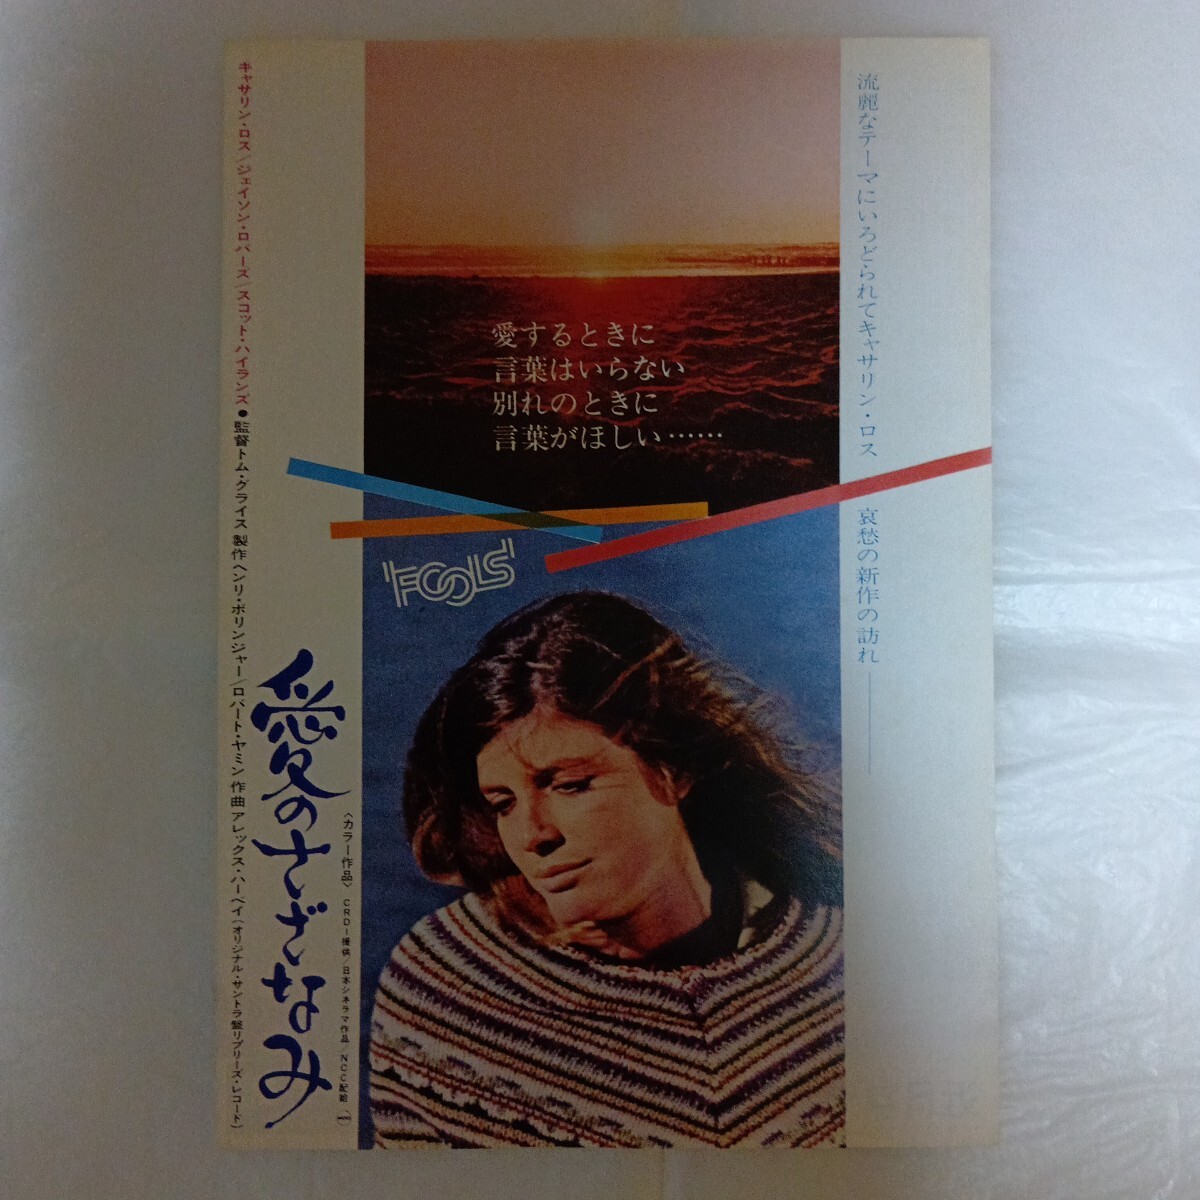 流麗なテーマにいろどられてキャサリン・ロス 哀愁の新作の訪れ────
愛するときに
言葉はいらない
別れのときに
言葉がほしい……
FOOLS
愛のさざなみ
〈カラー作品〉 CRDI提供/日本シネラマ作品/NCC配給
キャサリン・ロス/ジェイソン・ロバーズ/スコット・ハイランズ●監督トム・グライス 製作ヘンリ・ボリンジャー/ロバート・ヤミン 作曲アレックス・ハーベイ(オリジナル・サントラ盤リプリーズ・レコード)